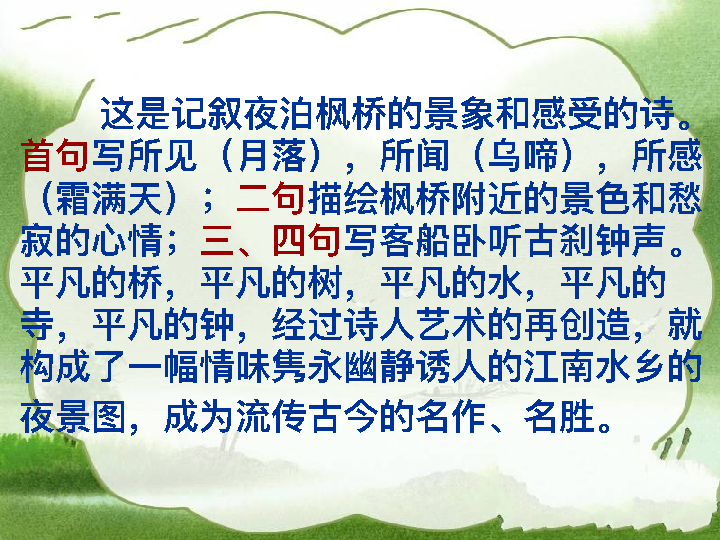 这是记叙夜泊枫桥的景象和感受的诗。
首句写所见（月落），所闻（乌啼），所感
（霜满天）；二句描绘枫桥附近的景色和愁
寂的心情；三、四句写客船卧听古刹钟声。
平凡的桥，平凡的树，平凡的水，平凡的
寺，平凡的钟，经过诗人艺术的再创造，就
构成了一幅情味隽永幽静诱人的江南水乡的
夜景图，成为流传古今的名作、名胜。